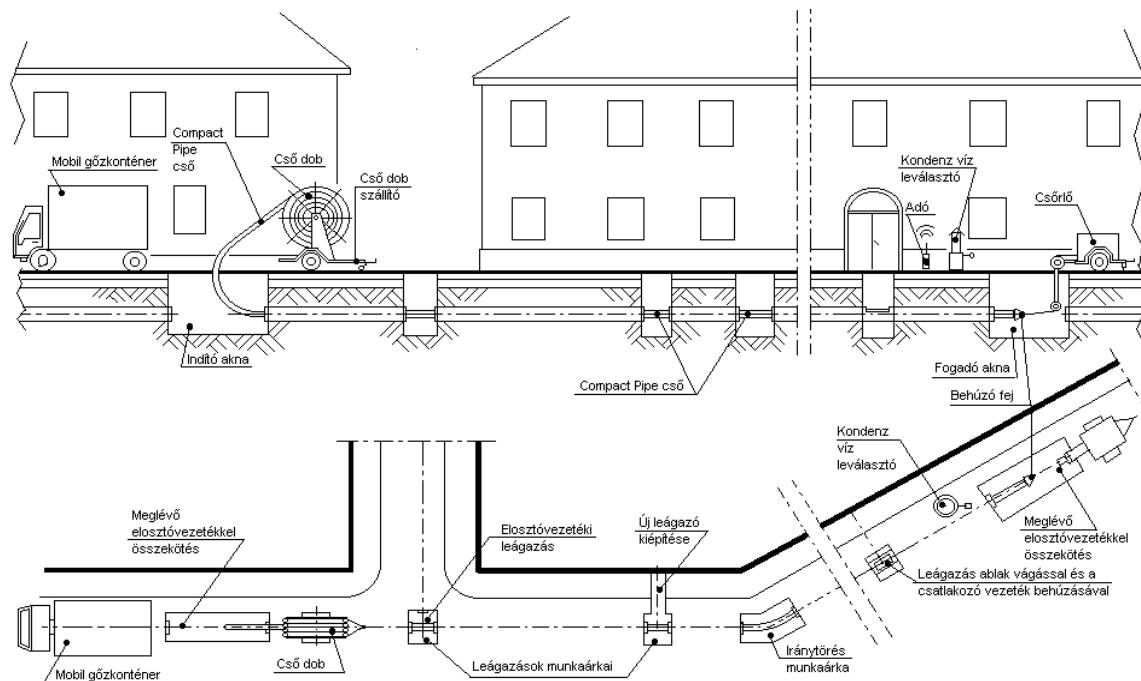 Mobil gőzkonténer
Compact
Pipe
cső
Cső dob
Cső dob
szállító
Kondenz víz
leválasztó
Adó
Csőrlő
Indító akna
Compact Pipe cső
Fogadó akna
Behúzó fej
Kondenz
víz
leválasztó
Meglévő
elosztóvezetékkel
összekötés
Elosztóvezetéki
leágazás
Új leágazó
kiépítése
Meglévő
elosztóvezetékkel
összekötés
Leágazás ablak vágással és a
csatlakozó vezeték behúzásával
Mobil gőzkonténer
Cső dob
Leágazások munkaárkai
Iránytörés
munkaárka